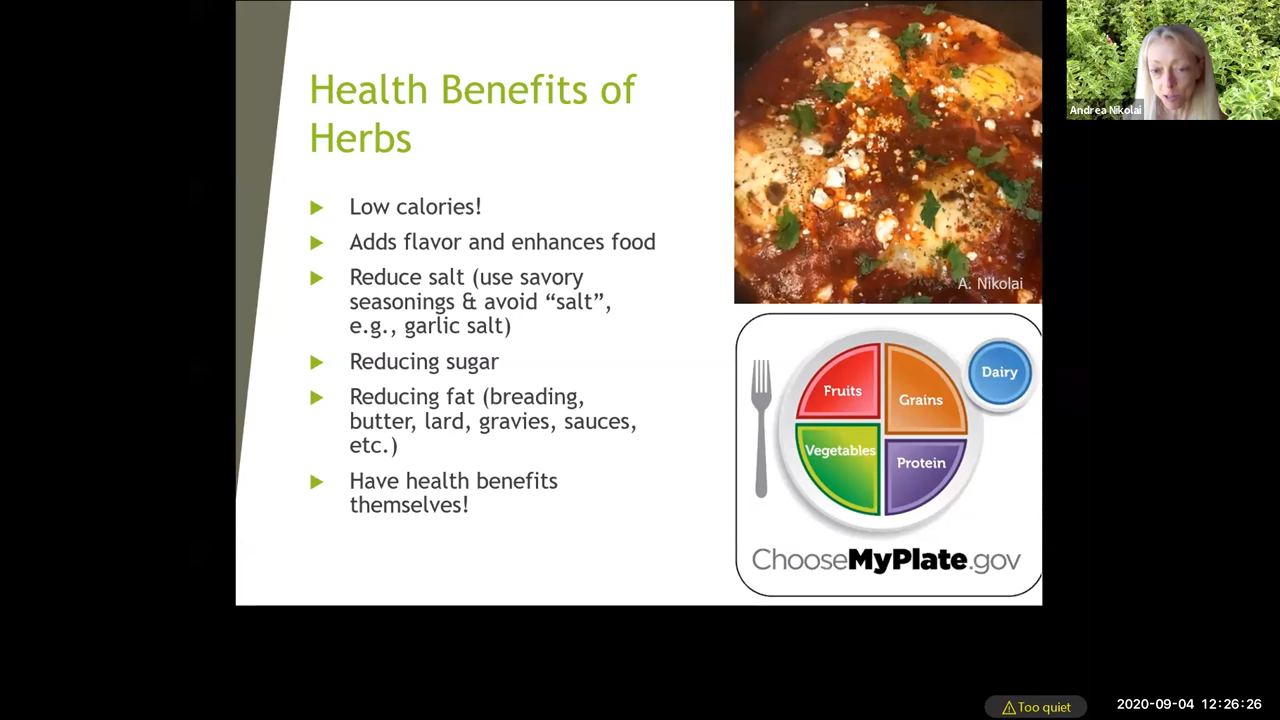 Health Benefits of
Herbs
Low calories!
Adds flavor and enhances food
Reduce salt (use savory
seasonings & avoid “salt”,
e.g., garlic salt)
Reducing sugar
Reducing fat (breading,
butter, lard, gravies, sauces,
etc.)
Have health benefits
themselves!
A. Nikolai
Fruits
Grains
Dairy
Vegetables
Protein
ChooseMyPlate.gov
Andrea Nikolai
Too quiet
2020-09-04 12:26:26